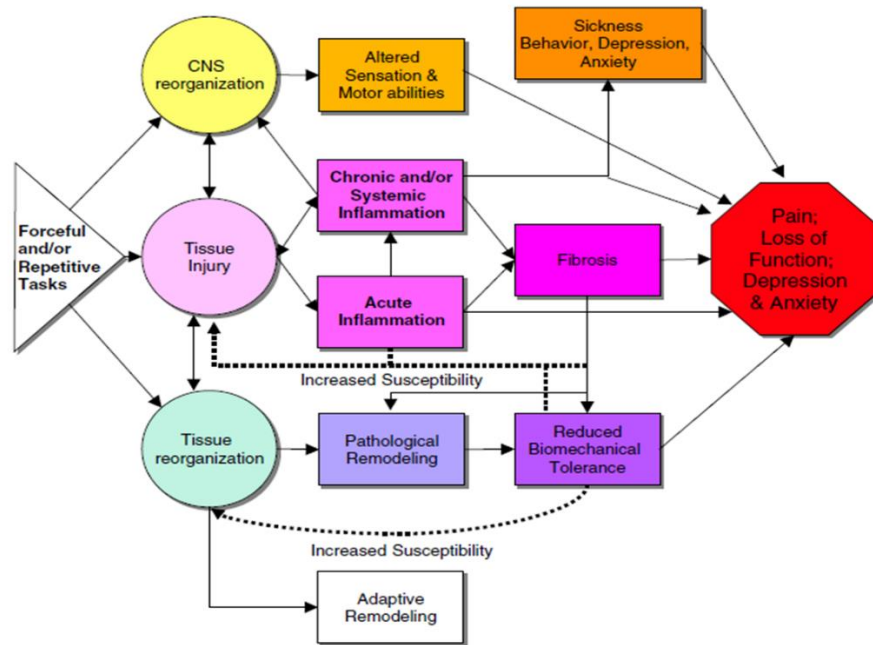 Sickness
Behavior, Depression,
Anxiety
CNS
reorganization
Altered
Sensation &
Motor abilities
Forceful
and/or
Repetitive
Tasks
Tissue
Injury
Chronic and/or
Systemic
Inflammation
Acute
Inflammation
Fibrosis
Pain;
Loss of
Function;
Depression
& Anxiety
Increased Susceptibility
Tissue
reorganization
Pathological
Remodeling
Reduced
Biomechanical
Tolerance
Increased Susceptibility
Adaptive
Remodeling